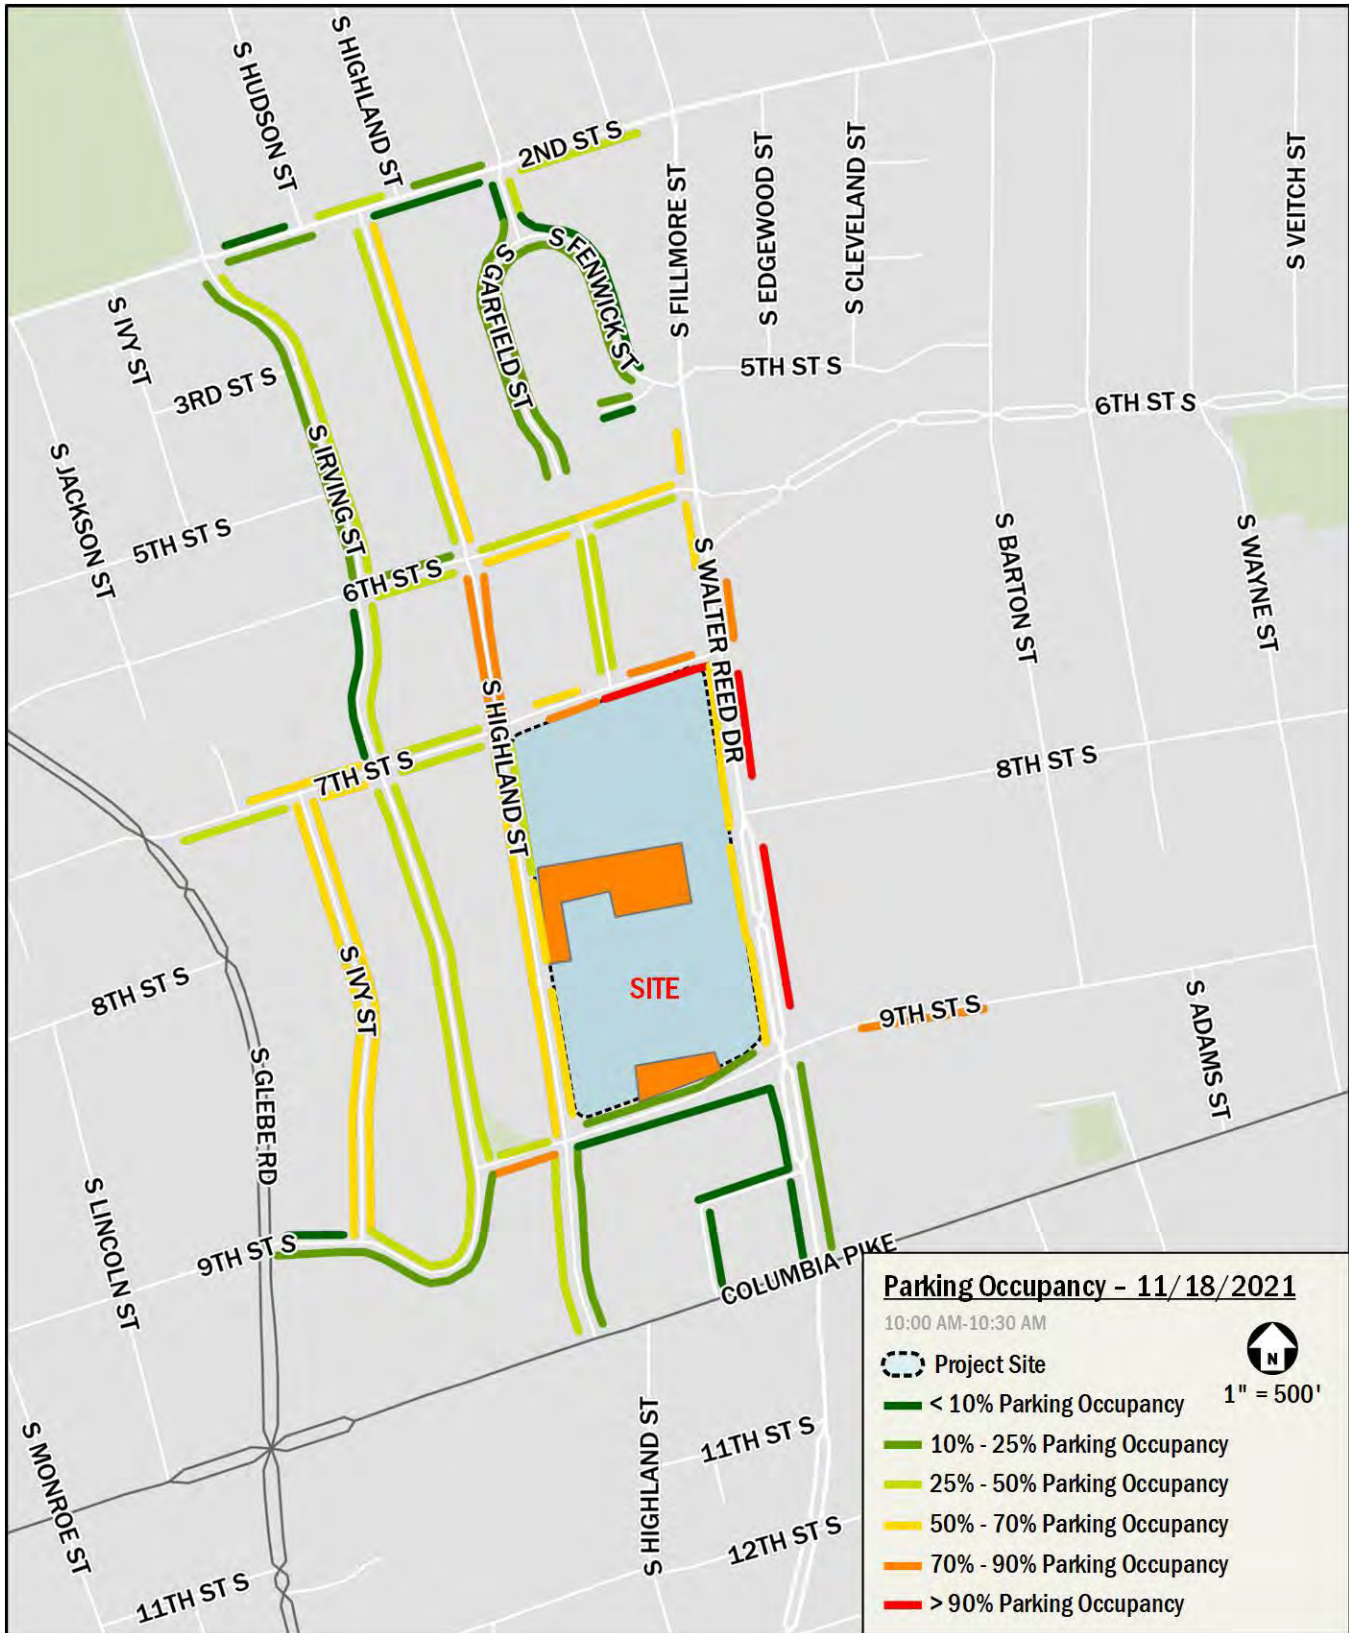 S HUDSON ST
S HIGHLAND ST
2ND ST S
S FILLMORE ST
S EDGEWOOD ST
S CLEVELAND ST
S VEITCH ST
S GARFIELD ST
S FENWICK ST
S IVY ST
3RD ST S
5TH ST S
6TH ST S
S JACKSON ST
S IRVING ST
5TH ST S
6TH ST S
S WALTER REED DR
S BARTON ST
S WAYNE ST
S HIGHLAND ST
7TH ST S
8TH ST S
S IVY ST
8TH ST S
SITE
9TH ST S
S ADAMS ST
S GLEBE RD
S LINCOLN ST
9TH ST S
COLUMBIA PIKE
S MONROE ST
S HIGHLAND ST
11TH ST S
12TH ST S
11TH ST S
Parking Occupancy – 11/18/2021
10:00 AM-10:30 AM
N
1" = 500'
Project Site
< 10% Parking Occupancy
10% - 25% Parking Occupancy
25% - 50% Parking Occupancy
50% - 70% Parking Occupancy
70% - 90% Parking Occupancy
> 90% Parking Occupancy